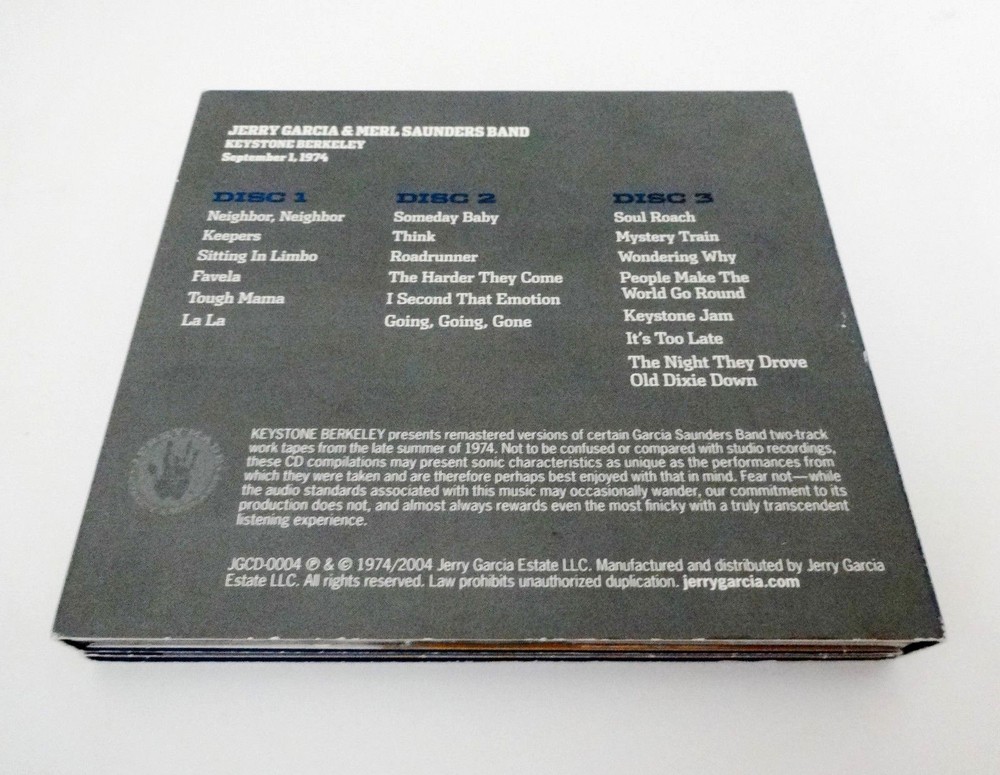 JERRY GARCIA & MERL SAUNDERS BAND
KEYSTONE BERKELEY
September 1, 1974
DISC 1
Neighbor, Neighbor
Keepers
Sitting In Limbo
Favela
Tough Mama
La La
DISC 2
Someday Baby
Think
Roadrunner
The Harder They Come
I Second That Emotion
Going, Going, Gone
DISC 3
Soul Roach
Mystery Train
Wondering Why
People Make The
World Go Round
Keystone Jam
It's Too Late
The Night They Drove
Old Dixie Down
KEYSTONE BERKELEY presents remastered versions of certain Garcia Saunders Band two-track
work tapes from the late summer of 1974. Not to be confused or compared with studio recordings,
these CD compilations may present sonic characteristics as unique as the performances from
which they were taken and are therefore perhaps best enjoyed with that in mind. Fear not—while
the audio standards associated with this music may occasionally wander, our commitment to its
production does not, and almost always rewards even the most finicky with a truly transcendent
listening experience.
JGCD-0004 ℗ & © 1974/2004 Jerry Garcia Estate LLC. Manufactured and distributed by Jerry Garcia
Estate LLC. All rights reserved. Law prohibits unauthorized duplication. jerrygarcia.com